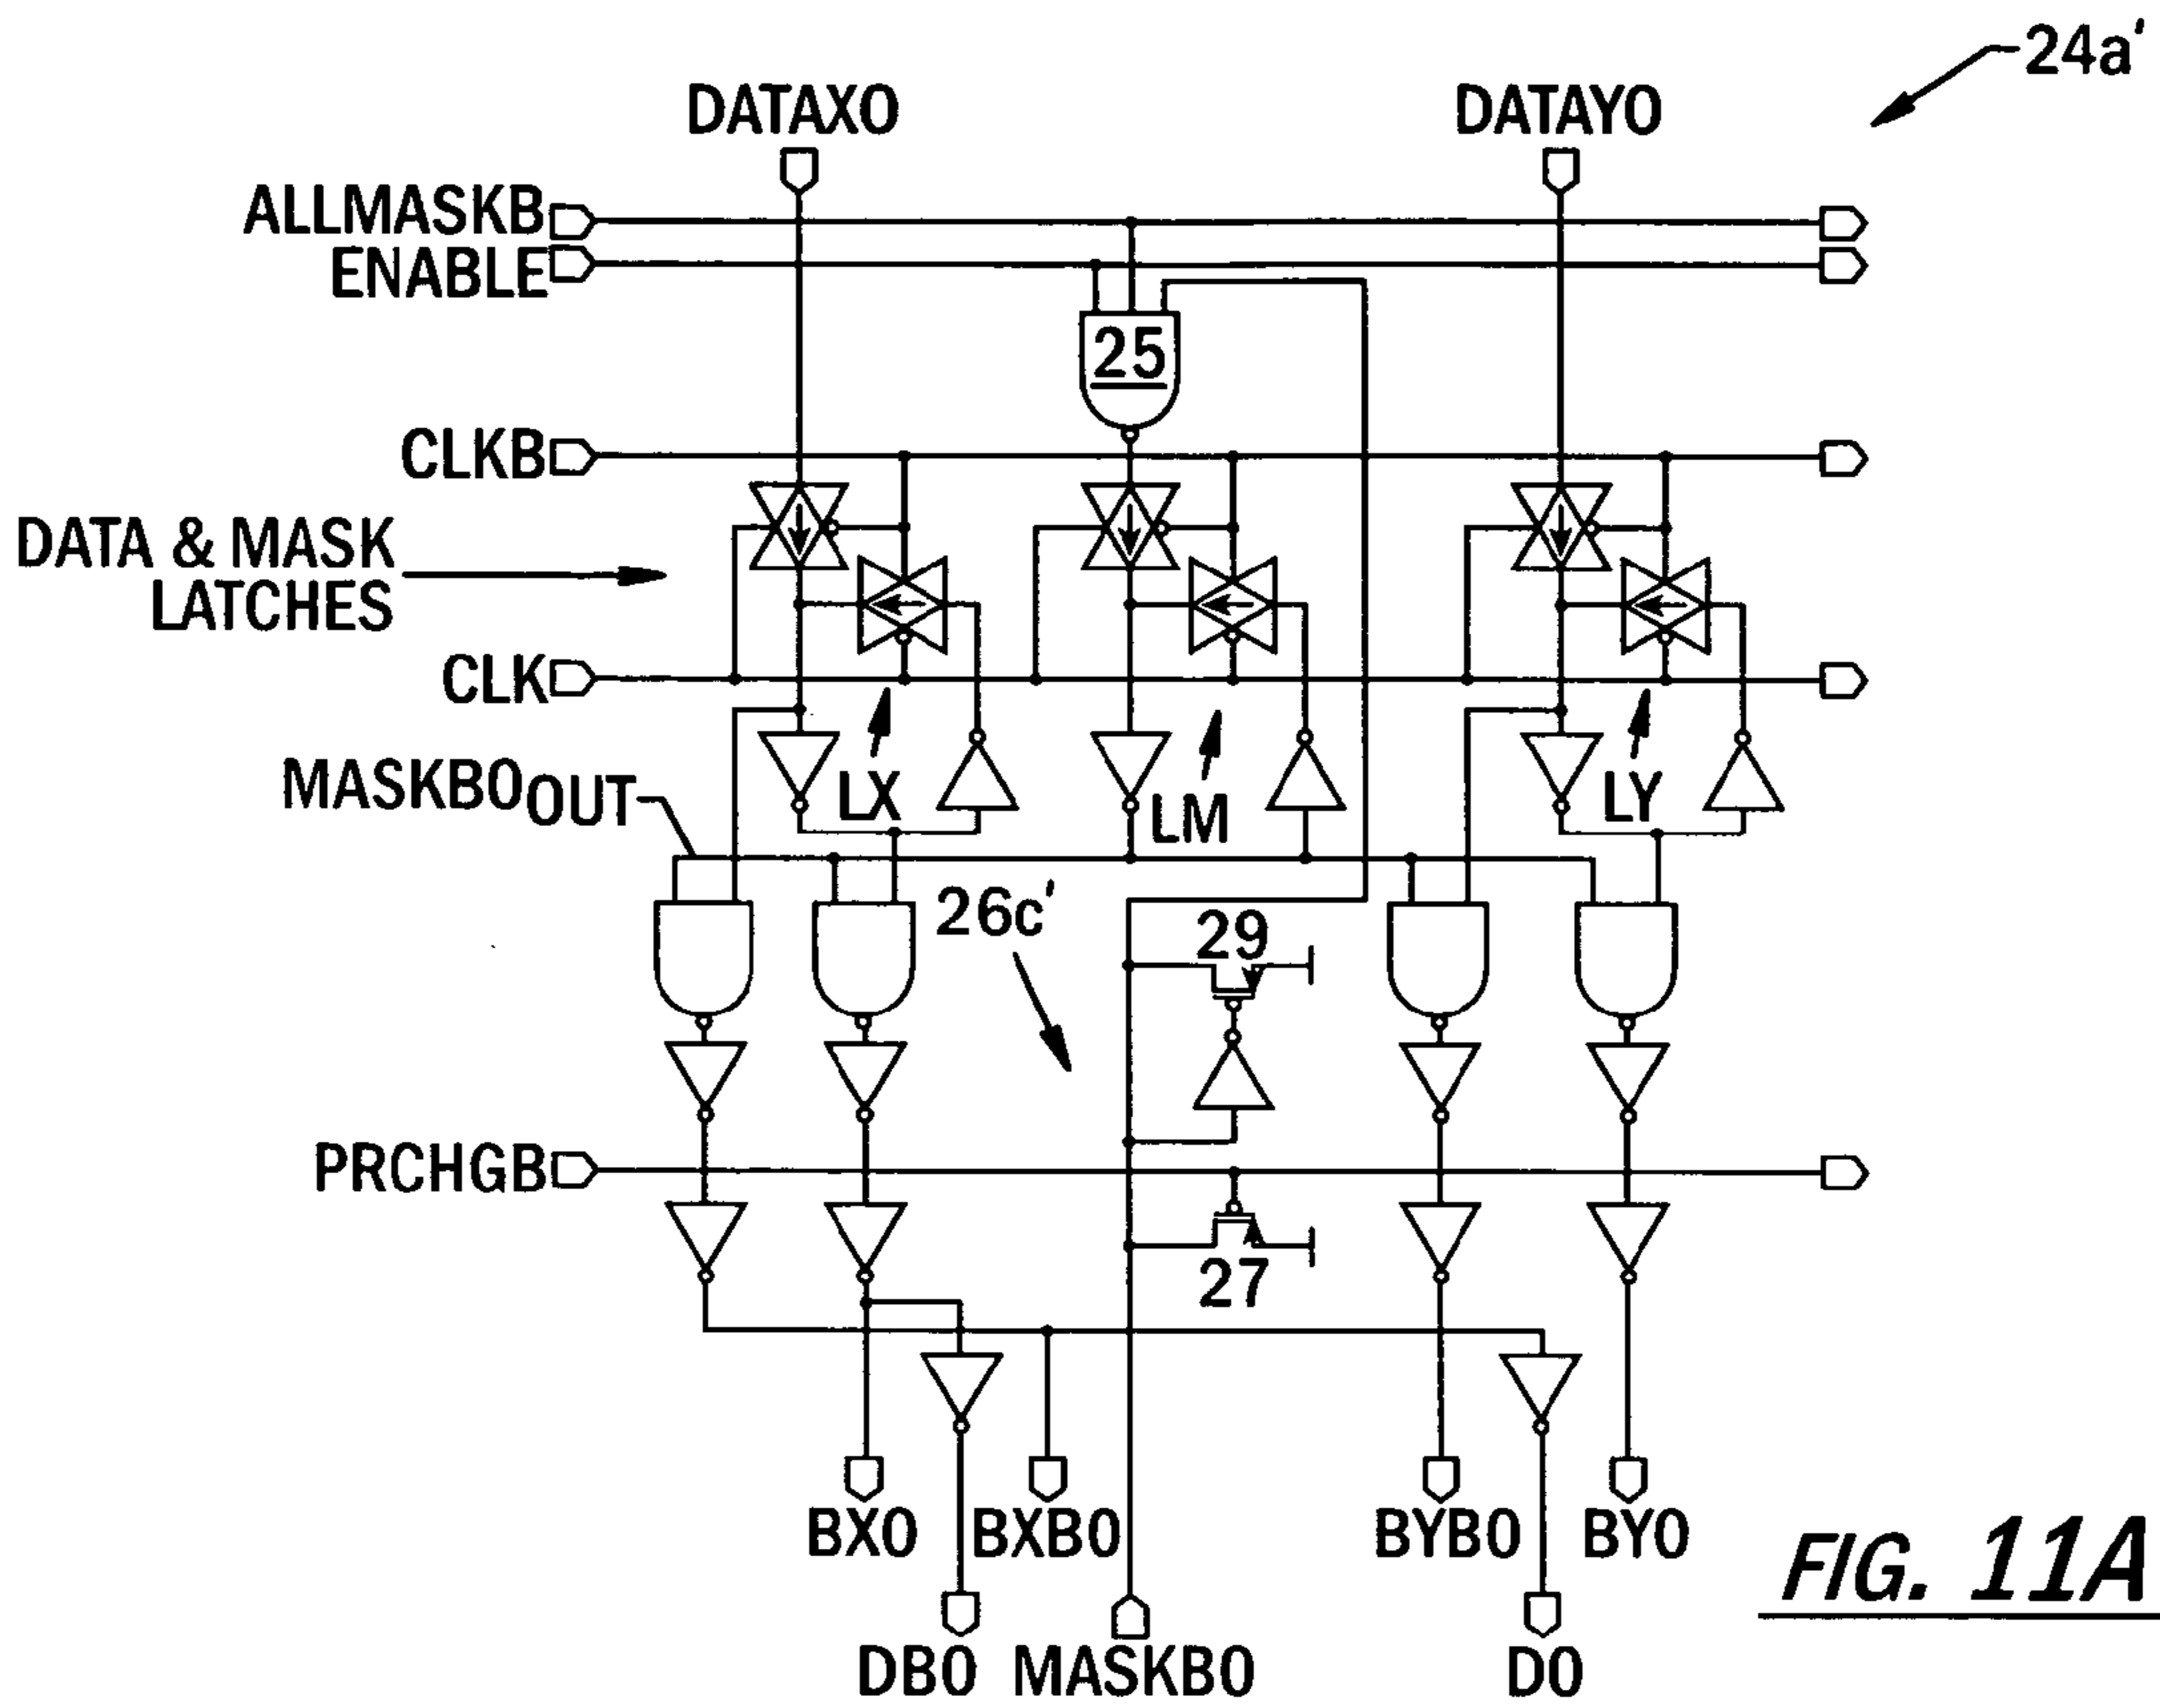 24a'
DATAX0
DATAY0
ALLMASKB
ENABLE
25
CLKB
DATA & MASK
LATCHES
CLK
MASKB0OUT
LX
LM
LY
26c'
29
PRCHGB
27
BX0
BXB0
BYB0
BY0
DB0
MASKB0
D0
FIG. 11A